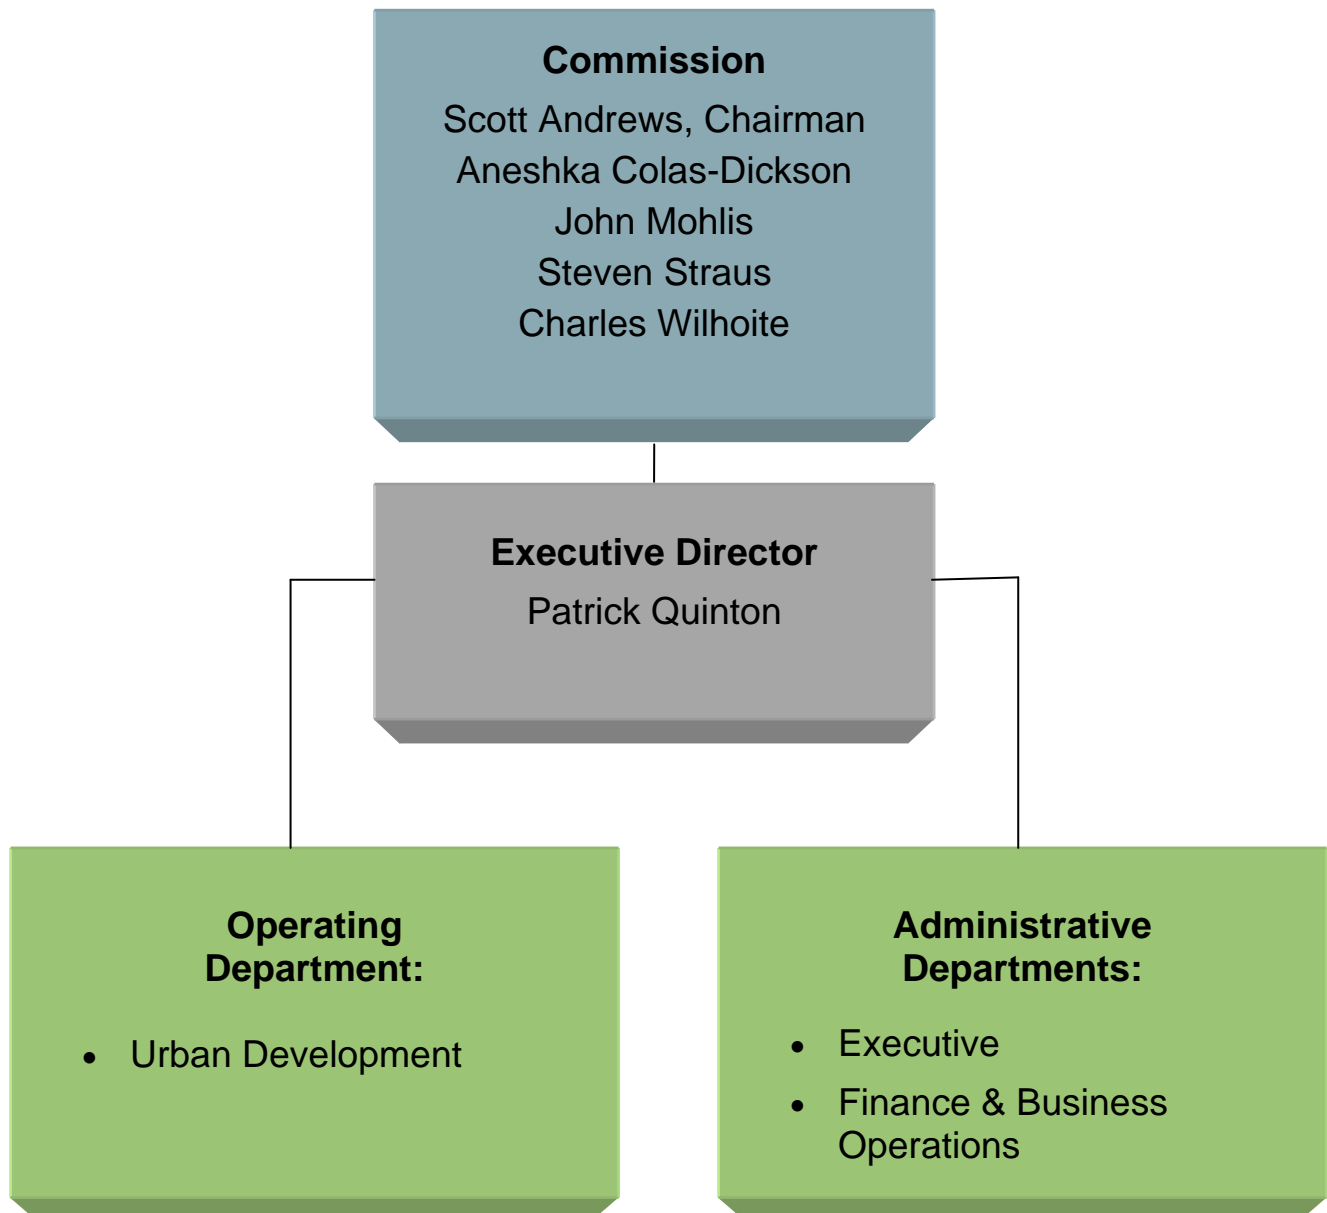 Commission
Scott Andrews, Chairman
Aneshka Colas-Dickson
John Mohlis
Steven Straus
Charles Wilhoite
Executive Director
Patrick Quinton
Operating
Department:
• Urban Development
Administrative
Departments:
• Executive
• Finance & Business
Operations